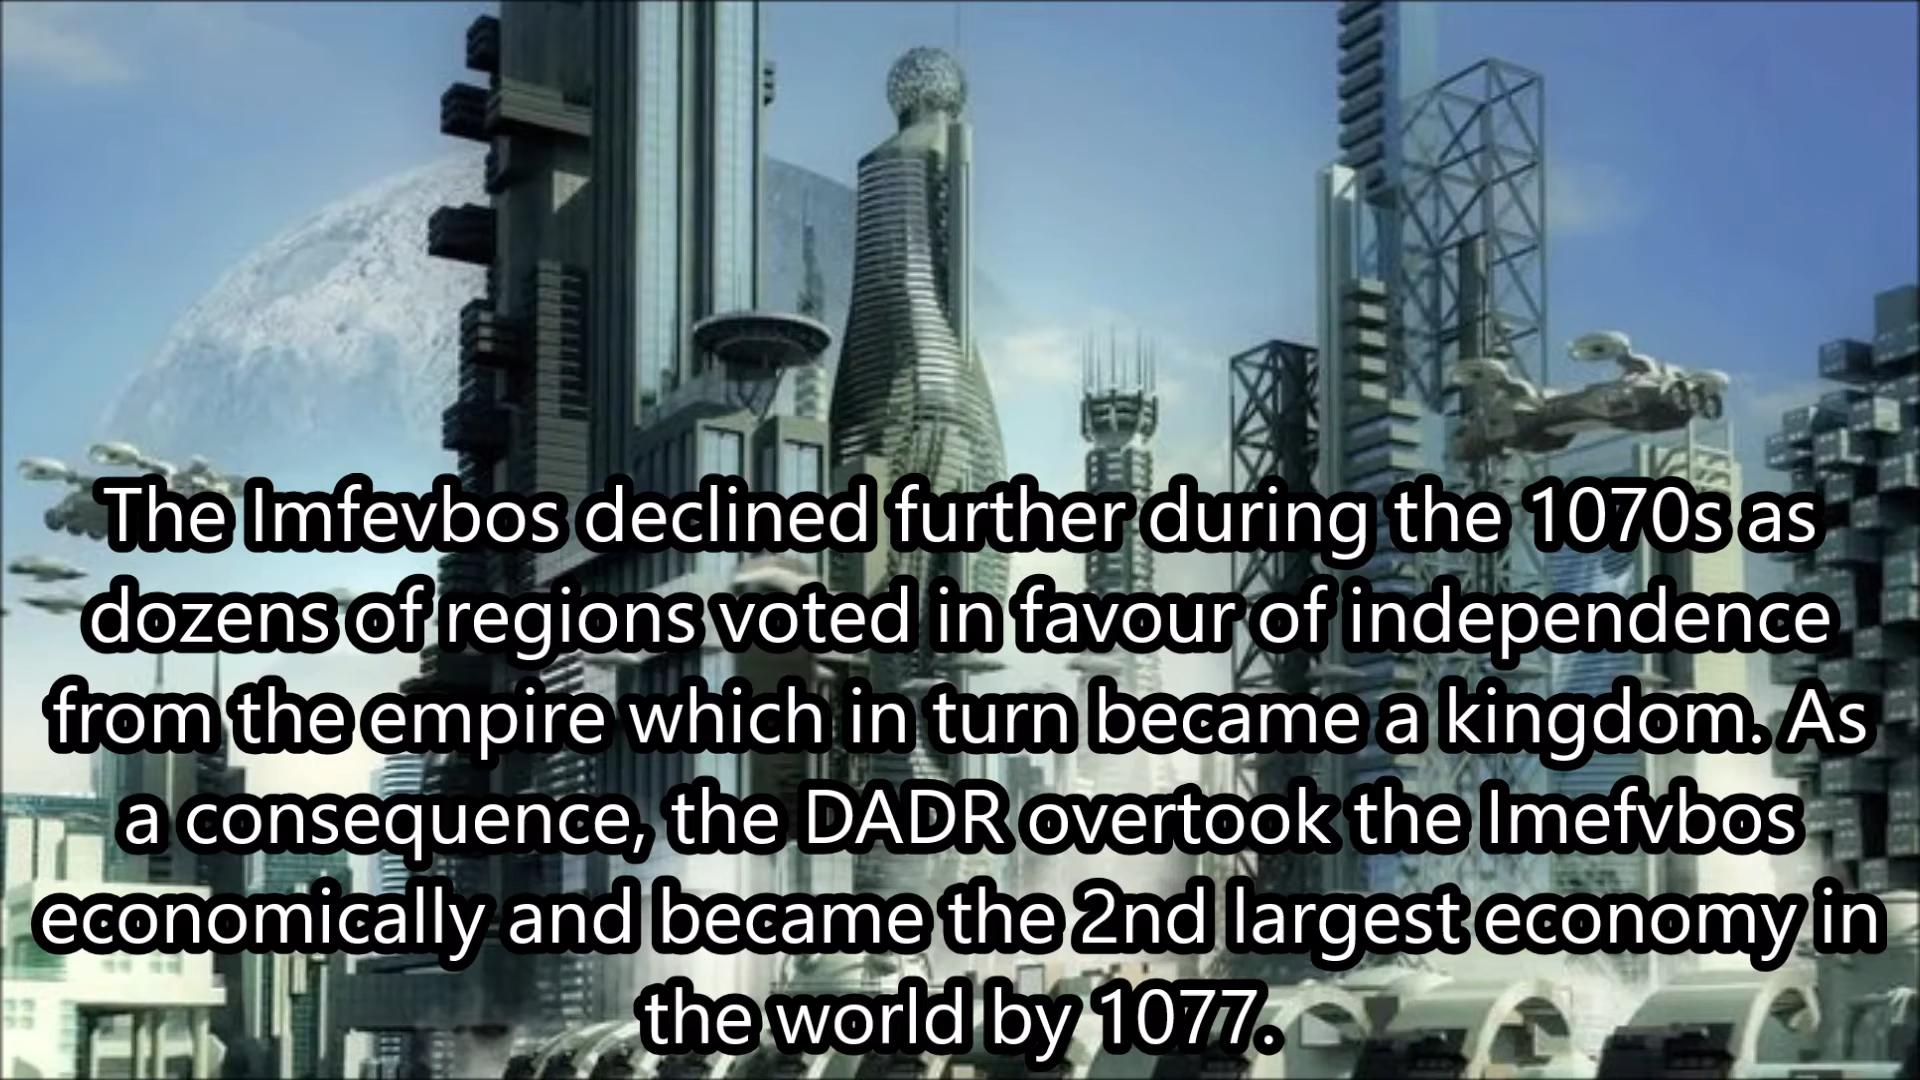 The Imfevbos declined further during the 1070s as
dozens of regions voted in favour of independence
from the empire which in turn became a kingdom. As
a consequence, the DADR overtook the Imefvbos
economically and became the 2nd largest economy in
the world by 1077.